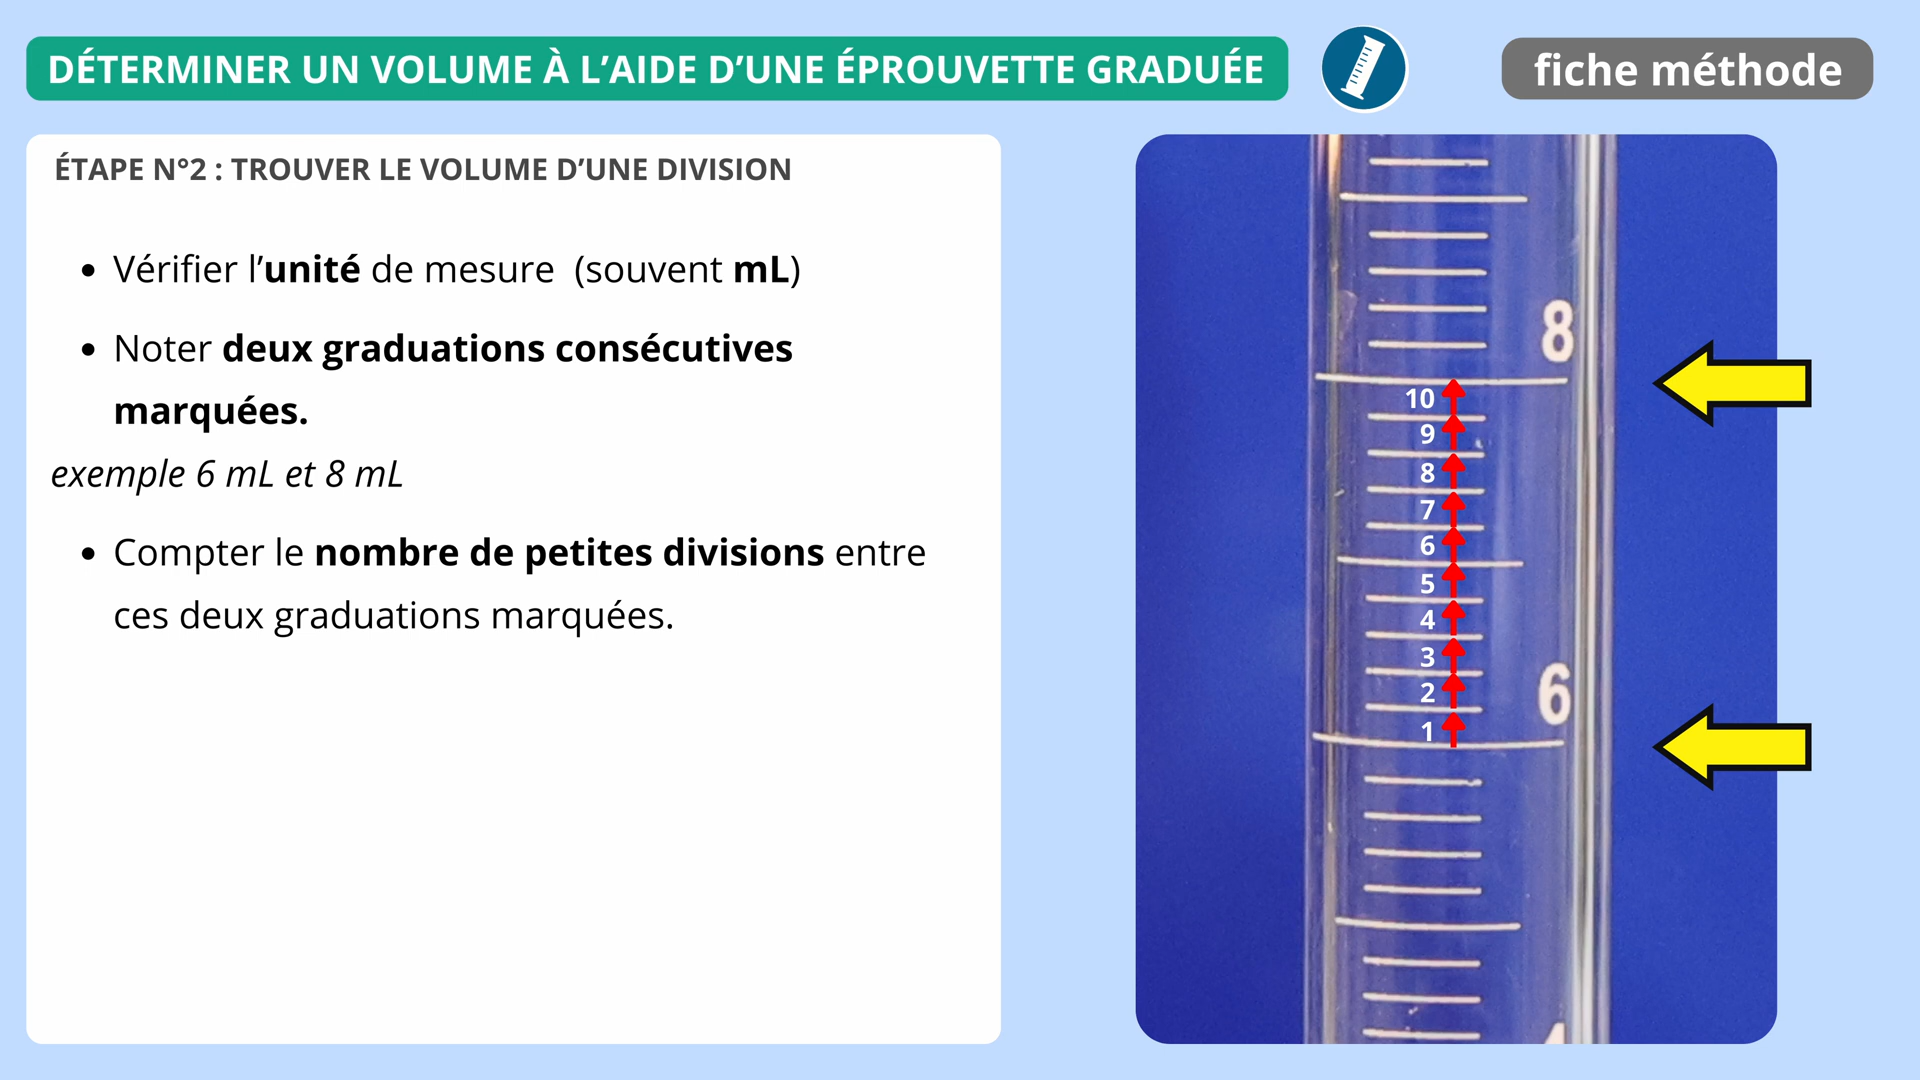 DÉTERMINER UN VOLUME À L’AIDE D’UNE ÉPROUVETTE GRADUÉE
fiche méthode
ÉTAPE N°2 : TROUVER LE VOLUME D’UNE DIVISION
• Vérifier l’unité de mesure (souvent mL)
• Noter deux graduations consécutives
marquées.
exemple 6 mL et 8 mL
• Compter le nombre de petites divisions entre
ces deux graduations marquées.
8
10
9
8
7
6
5
4
3
2
6
1
4